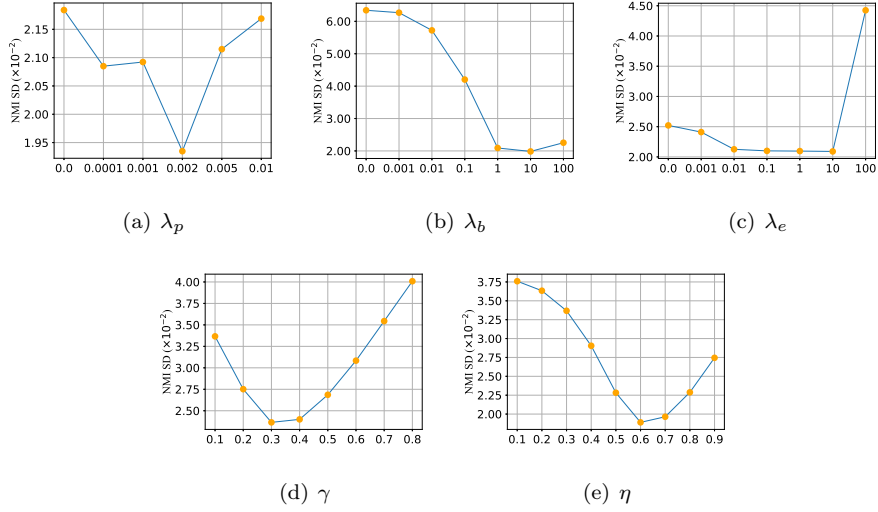 2.15
2.10
2.05
2.00
1.95
NMI SD (×10⁻²)
0.0 0.0001 0.001 0.002 0.005 0.01
(a) λp
6.00
5.00
4.00
3.00
2.00
NMI SD (×10⁻²)
0.0 0.001 0.01 0.1 1 10 100
(b) λb
4.50
4.00
3.50
3.00
2.50
2.00
NMI SD (×10⁻²)
0.0 0.001 0.01 0.1 1 10 100
(c) λe
4.00
3.75
3.50
3.25
3.00
2.75
2.50
NMI SD (×10⁻²)
0.1 0.2 0.3 0.4 0.5 0.6 0.7 0.8
(d) γ
3.75
3.50
3.25
3.00
2.75
2.50
2.25
2.00
NMI SD (×10⁻²)
0.1 0.2 0.3 0.4 0.5 0.6 0.7 0.8 0.9
(e) η